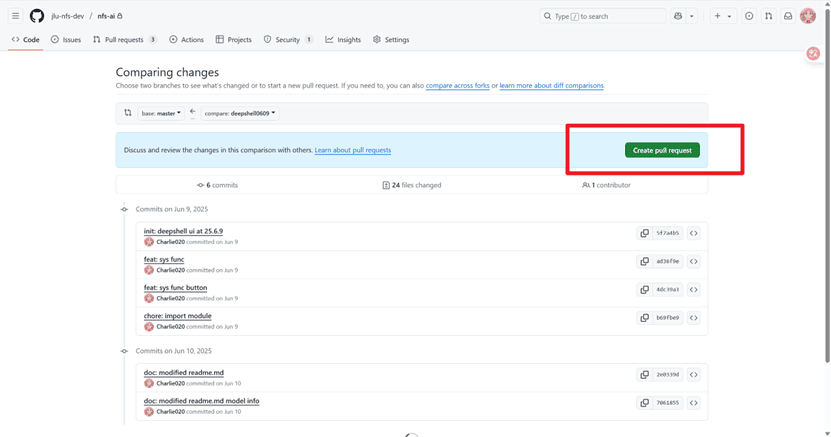 jlu-nfs-dev / nfs-ai
Type / to search
Code Issues Pull requests 3 Actions Projects Security 1 Insights Settings
Comparing changes
Choose two branches to see what's changed or to start a new pull request. If you need to, you can also compare across forks or learn more about diff comparisons.
base: master ← compare: deepshell0609
...
Discuss and review the changes in this comparison with others. Learn about pull requests
Create pull request
6 commits 24 files changed 1 contributor
Commits on Jun 9, 2025
init: deepshell ui at 25.6.9
Charlie020 committed on Jun 9
5f7a4b5
feat: sys func
Charlie020 committed on Jun 9
ad36f9e
feat: sys func button
Charlie020 committed on Jun 9
4dc39a3
chore: import module
Charlie020 committed on Jun 9
b69fbe9
Commits on Jun 10, 2025
doc: modified readme.md
Charlie020 committed on Jun 10
2e0339d
doc: modified readme.md model info
Charlie020 committed on Jun 10
7061855